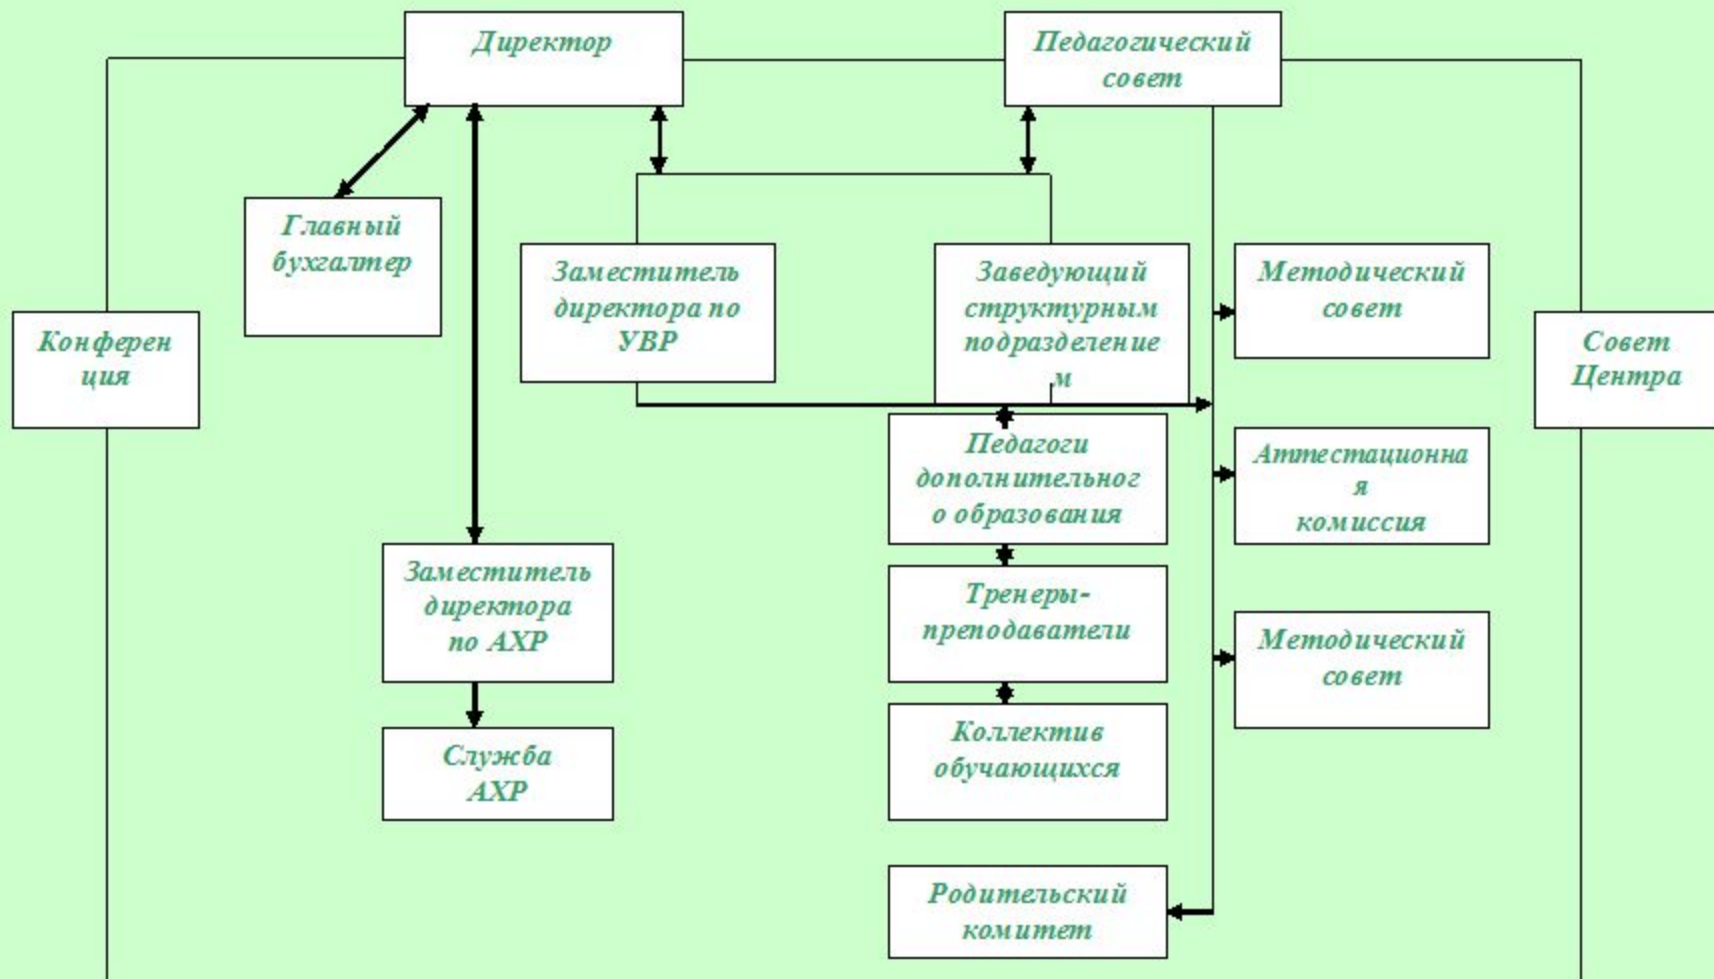 Директор
Педагогический
совет
Главный
бухгалтер
Заместитель
директора по
УВР
Заведующий
структурным
подразделение
м
Методический
совет
Конферен
ция
Совет
Центра
Педагоги
дополнительног
о образования
Аттестационна
я
комиссия
Заместитель
директора
по АХР
Тренеры-
преподаватели
Методический
совет
Служба
АХР
Коллектив
обучающихся
Родительский
комитет